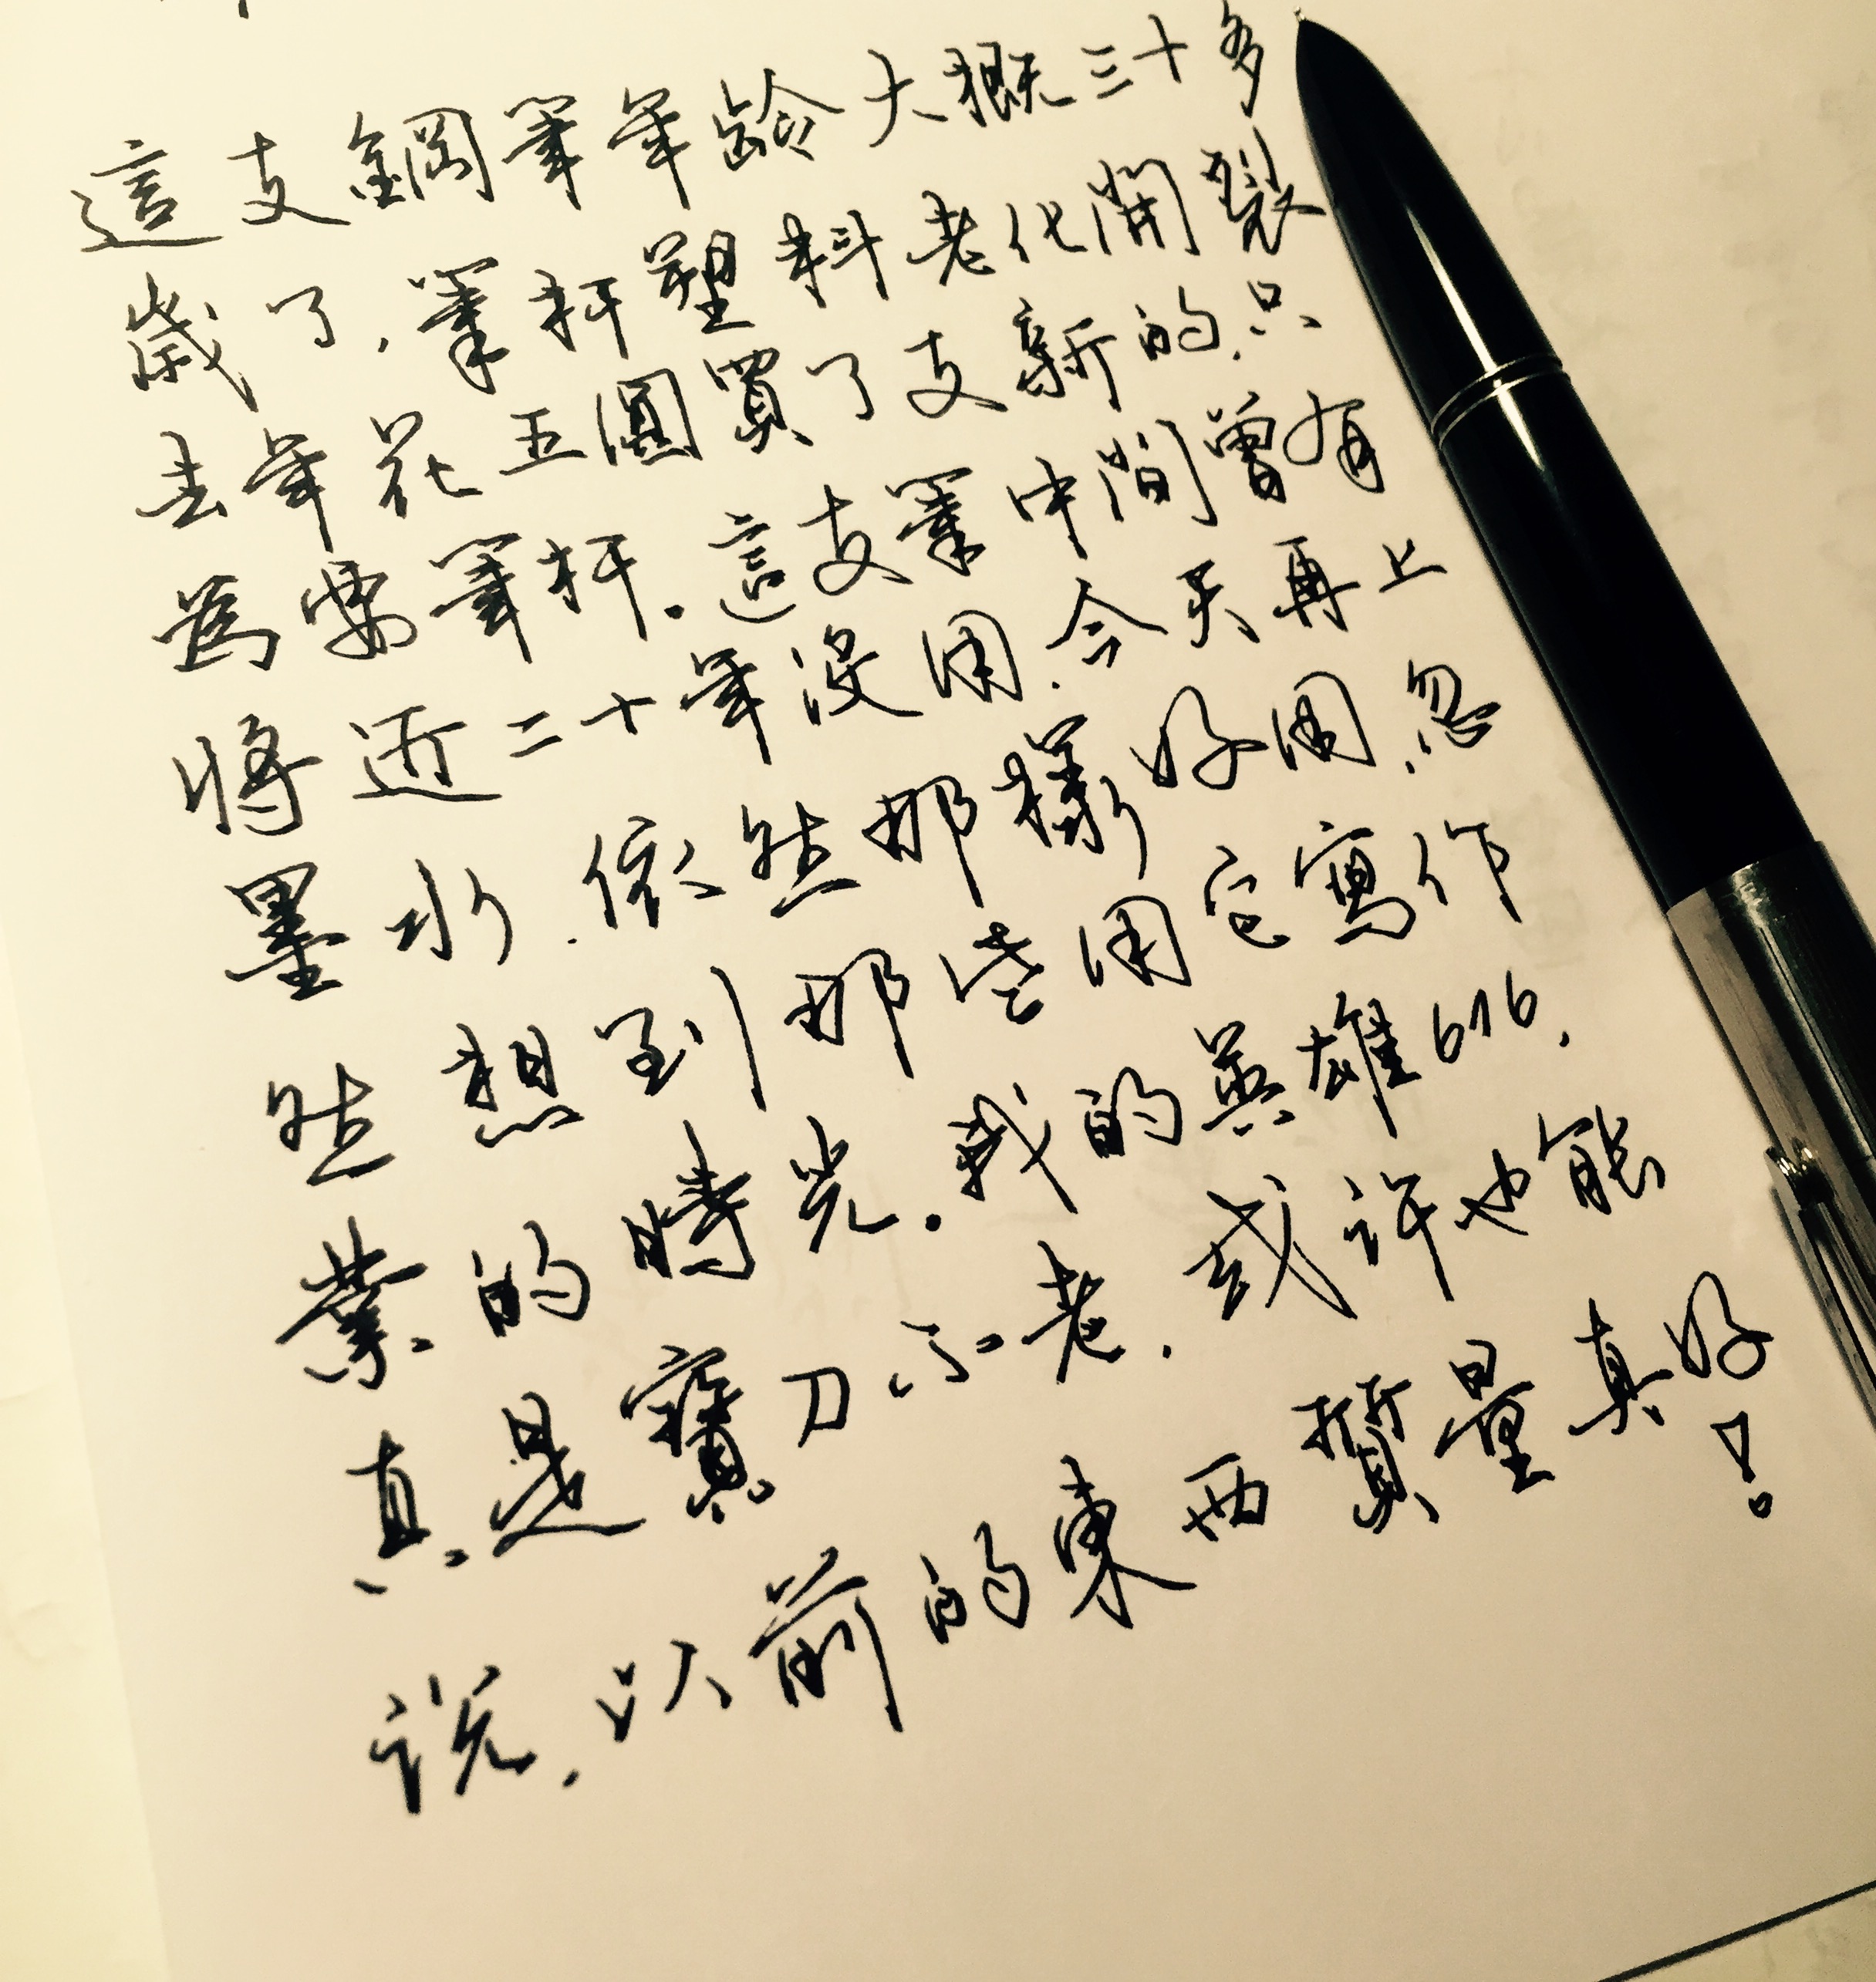 這支鋼筆年齡大概三十多
歲了,筆杆塑料老化開裂
去年花五圓買了支新的,只
為要筆杆.這支筆中間曾有
將近二十年没用.今天再上
墨水.依然那樣好用.忽
然想到那些用它寫作
業的時光.我的英雄616,
真是寶刀不老.或许也能
说,以前的東西質量真好!